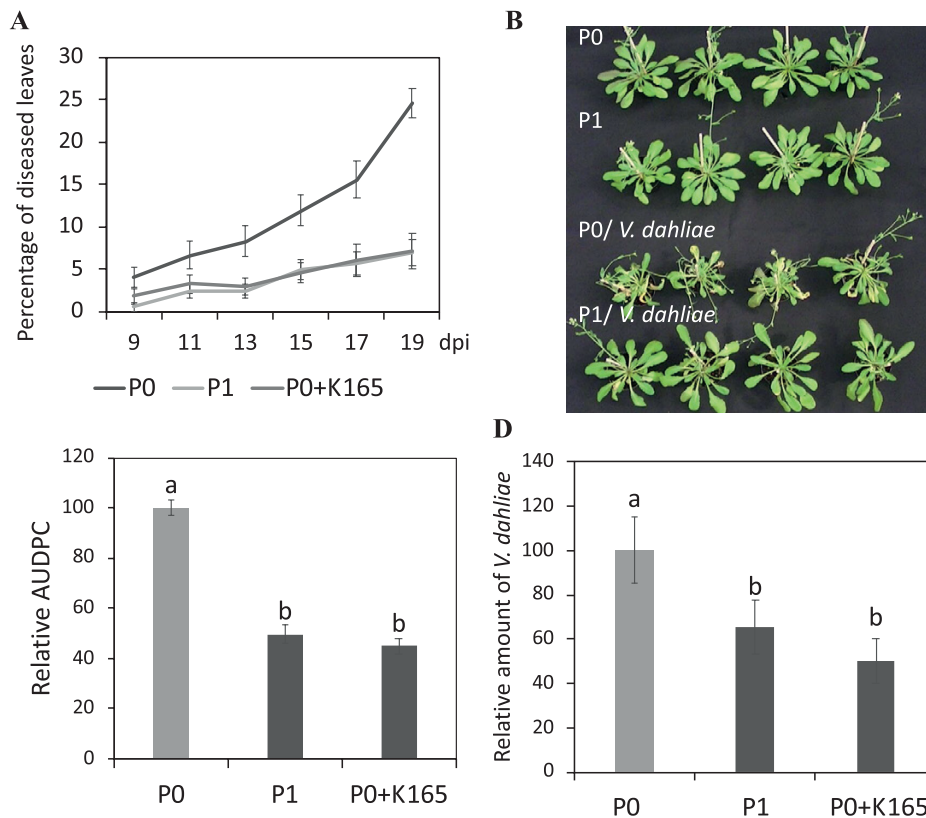 A
Percentage of diseased leaves
30
25
20
15
10
5
0
9 11 13 15 17 19 dpi
P0 P1 P0+K165
B
P0
P1
P0/ V. dahliae
P1/ V. dahliae.
Relative AUDPC
120
100
80
60
40
20
0
a
b
b
P0 P1 P0+K165
D
Relative amount of V. dahliae
140
120
100
80
60
40
20
0
a
b
b
P0 P1 P0+K165